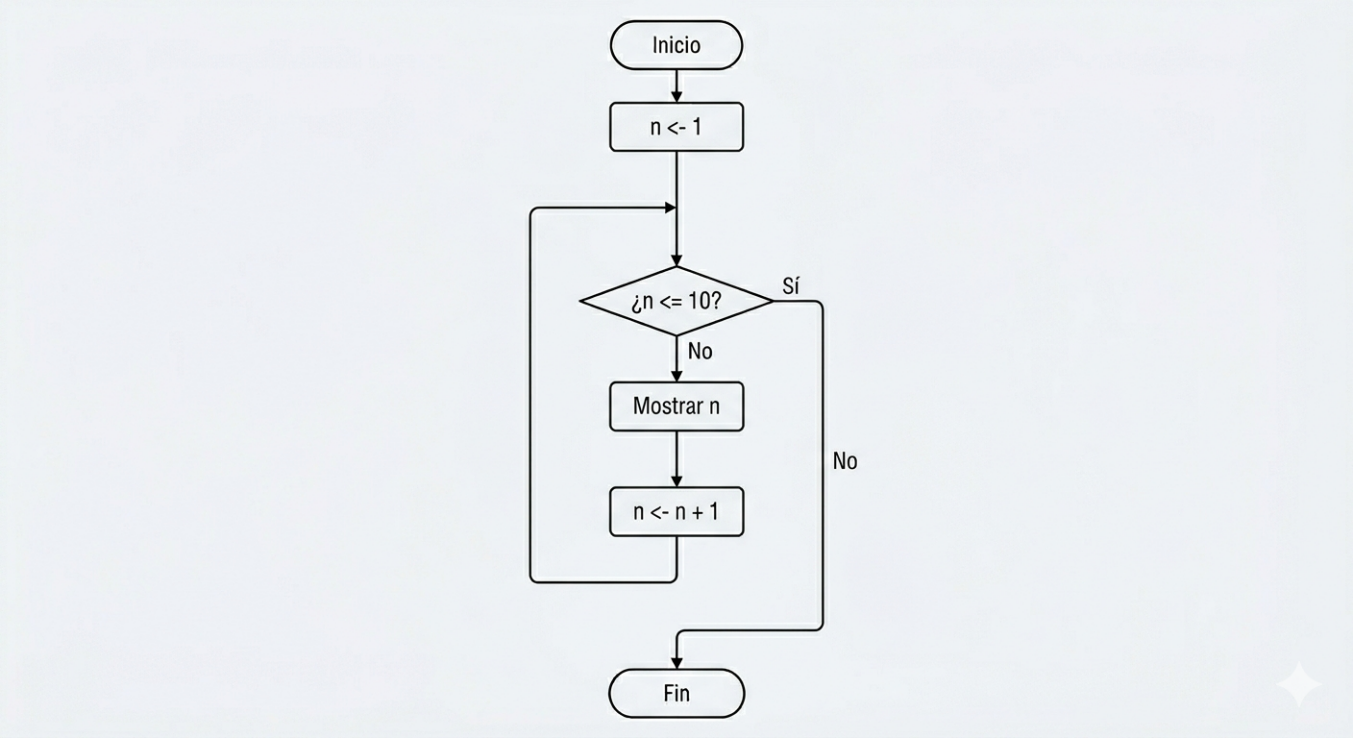 Inicio
n <- 1
¿n <= 10?
Sí
No
Mostrar n
No
n <- n + 1
Fin